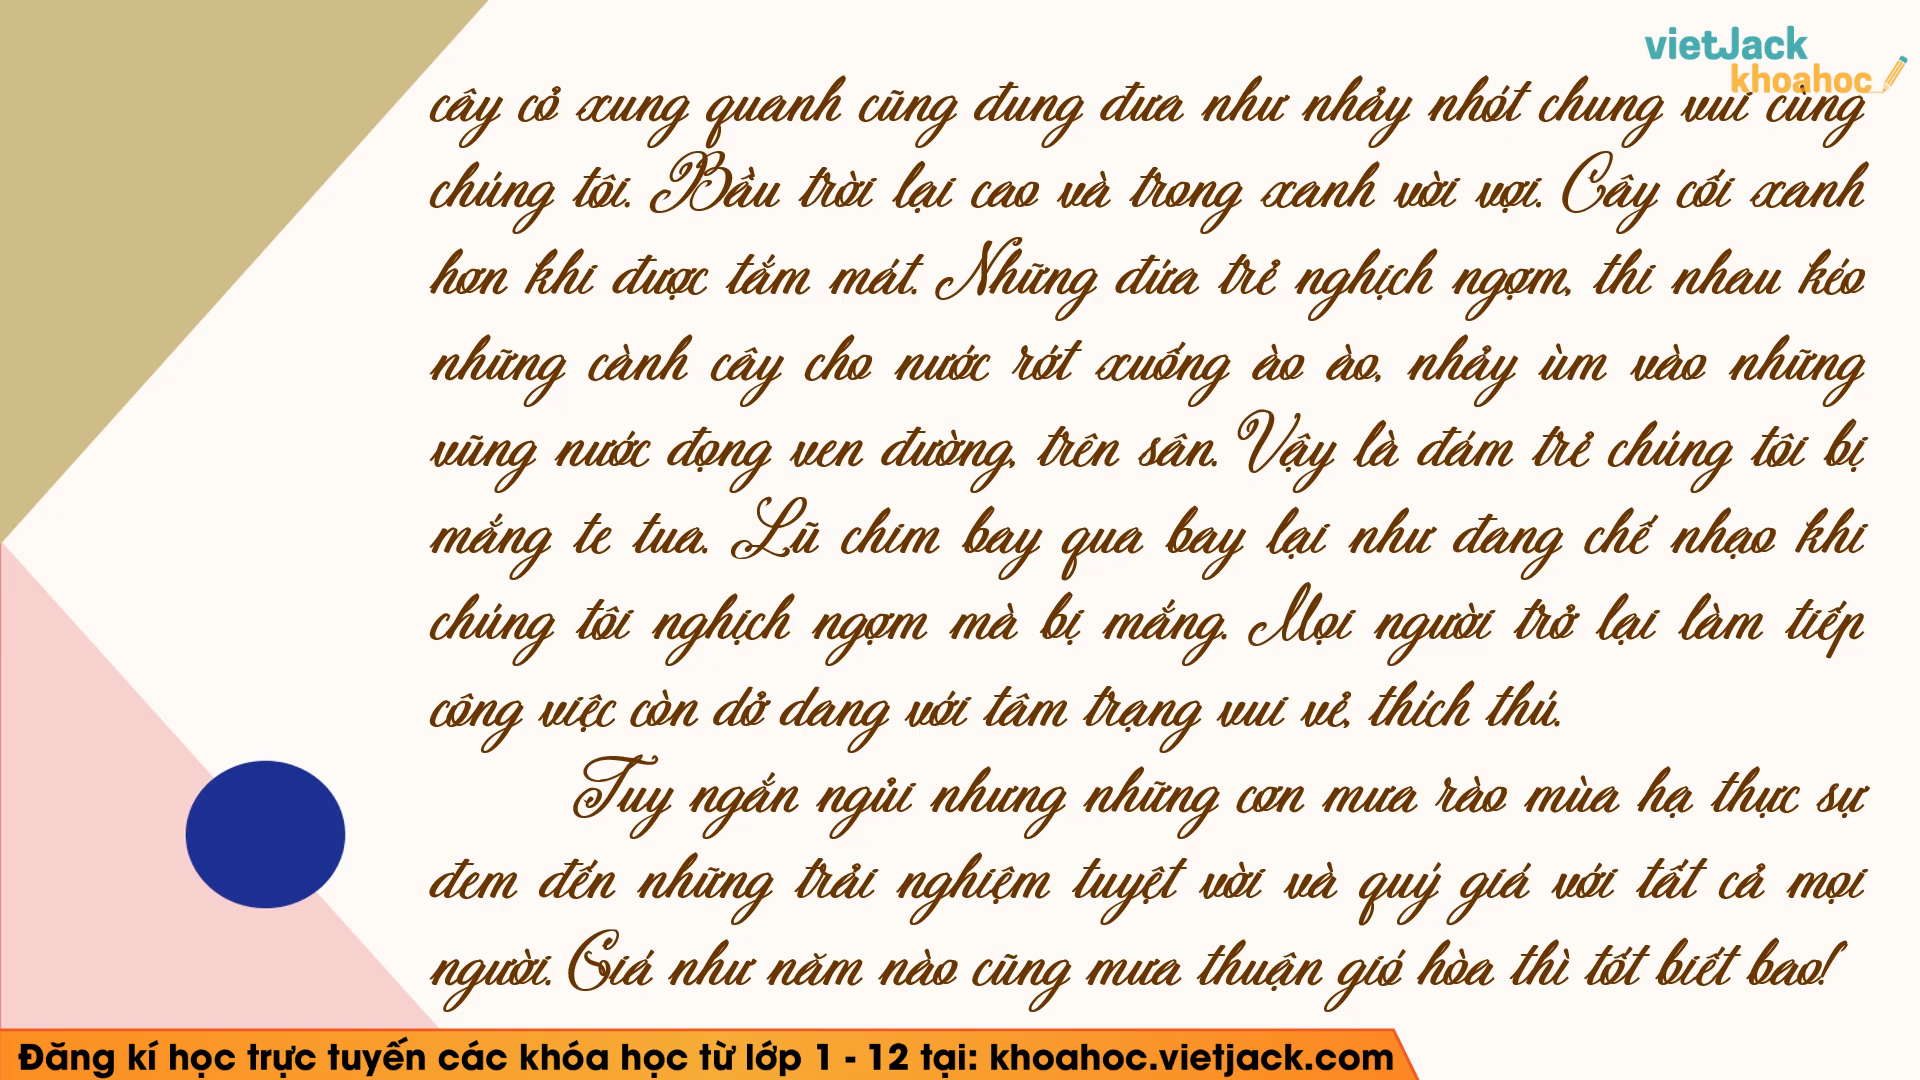 vietJack
khoahoc
cây cỏ xung quanh cũng đung đưa như nhảy nhót chung vui cùng
chúng tôi. Bầu trời lại cao và trong xanh vời vợi. Cây cối xanh
hơn khi được tắm mát. Những đứa trẻ nghịch ngợm, thi nhau kéo
những cành cây cho nước rớt xuống ào ào, nhảy ùm vào những
vũng nước đọng ven đường, trên sân. Vậy là đám trẻ chúng tôi bị
mắng te tua. Lũ chim bay qua bay lại như đang chế nhạo khi
chúng tôi nghịch ngợm mà bị mắng. Mọi người trở lại làm tiếp
công việc còn dở dang với tâm trạng vui vẻ, thích thú.
Tuy ngắn ngủi nhưng những cơn mưa rào mùa hạ thực sự
đem đến những trải nghiệm tuyệt vời và quý giá với tất cả mọi
người. Giá như năm nào cũng mưa thuận gió hòa thì tốt biết bao!
Đăng kí học trực tuyến các khóa học từ lớp 1 - 12 tại: khoahoc.vietjack.com